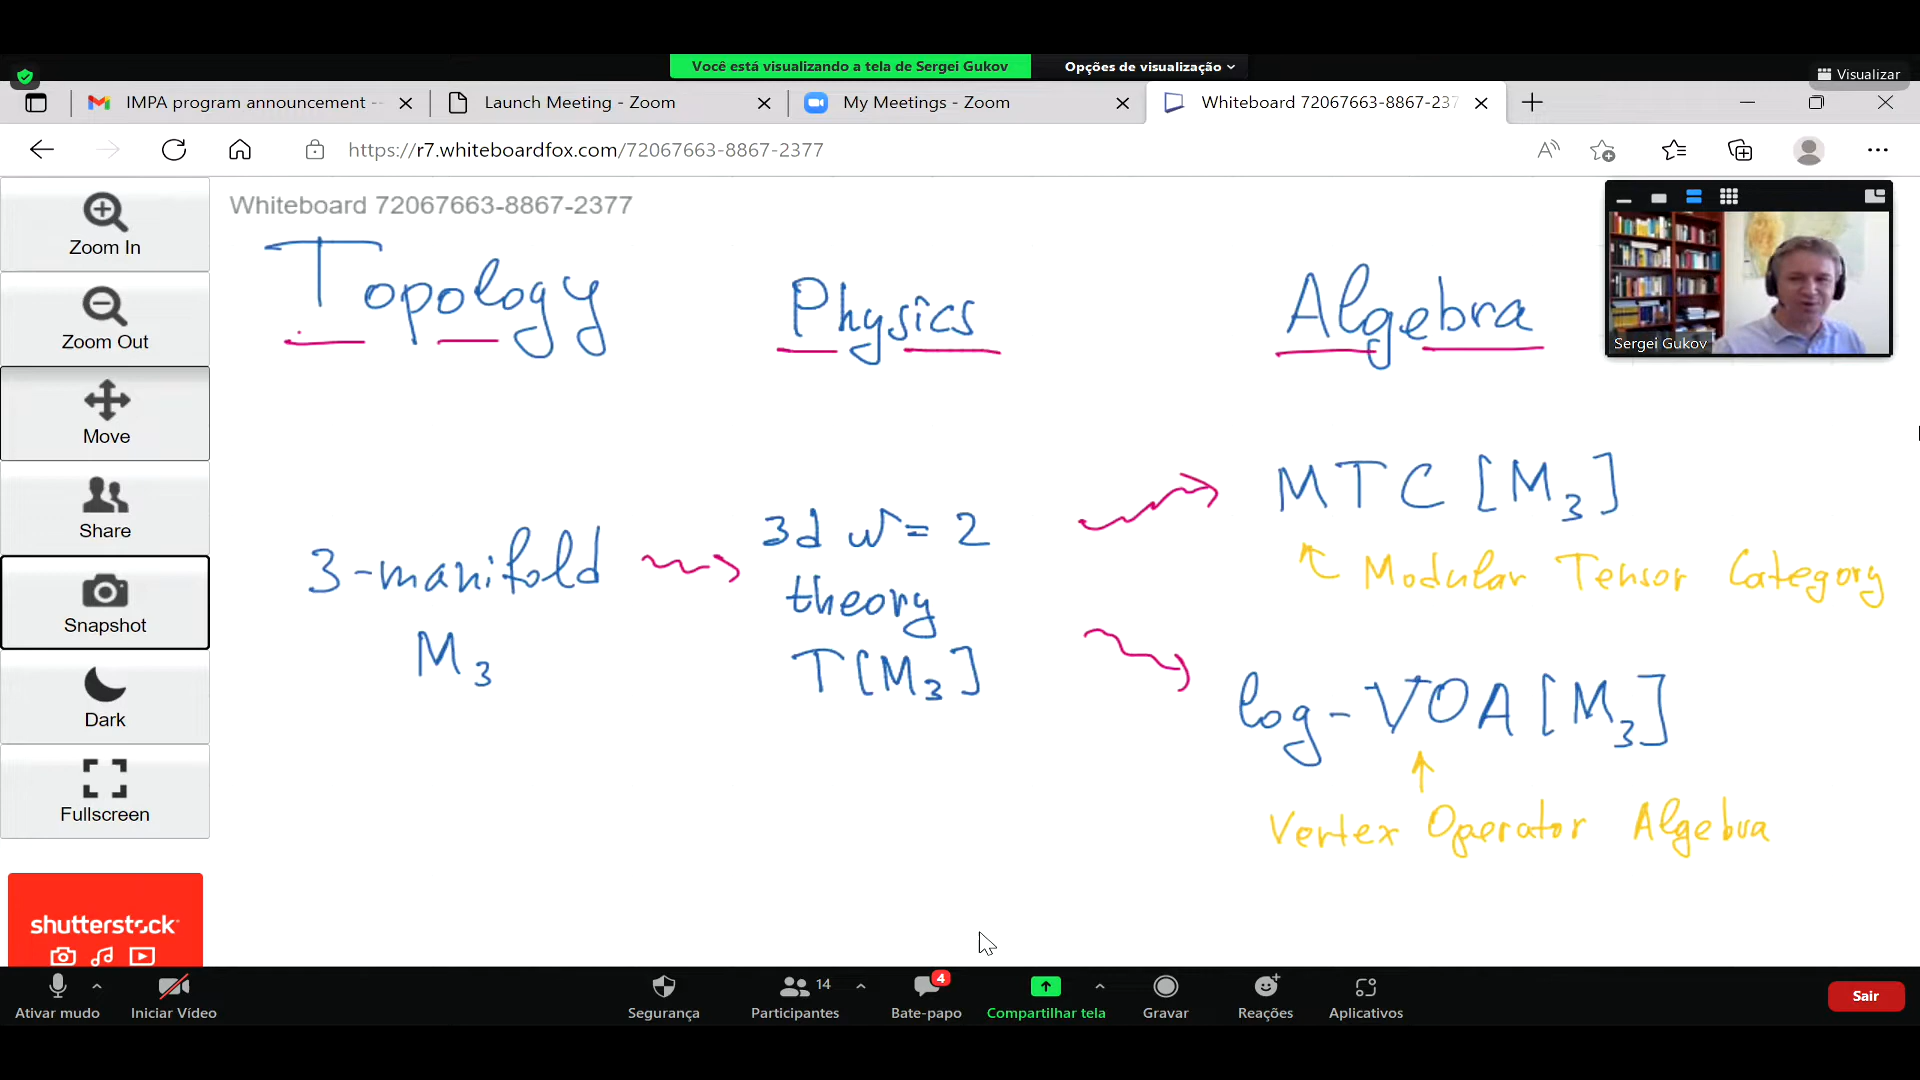 Você está visualizando a tela de Sergei Gukov
Opções de visualização
Visualizar
IMPA program announcement -
Launch Meeting - Zoom
My Meetings - Zoom
Whiteboard 72067663-8867-237
https://r7.whiteboardfox.com/72067663-8867-2377
Zoom In
Zoom Out
Move
Share
Snapshot
Dark
Fullscreen
shutterstock
Whiteboard 72067663-8867-2377
Topology Physics Algebra
Sergei Gukov
3-manifold
M₃
3d N = 2
theory
T[M₃]
MTC [M₃]
Modular Tensor Category
log-VOA [M₃]
Vertex Operator Algebra
Ativar mudo
Iniciar Vídeo
Segurança
14
Participantes
4
Bate-papo
Compartilhar tela
Gravar
Reações
Aplicativos
Sair